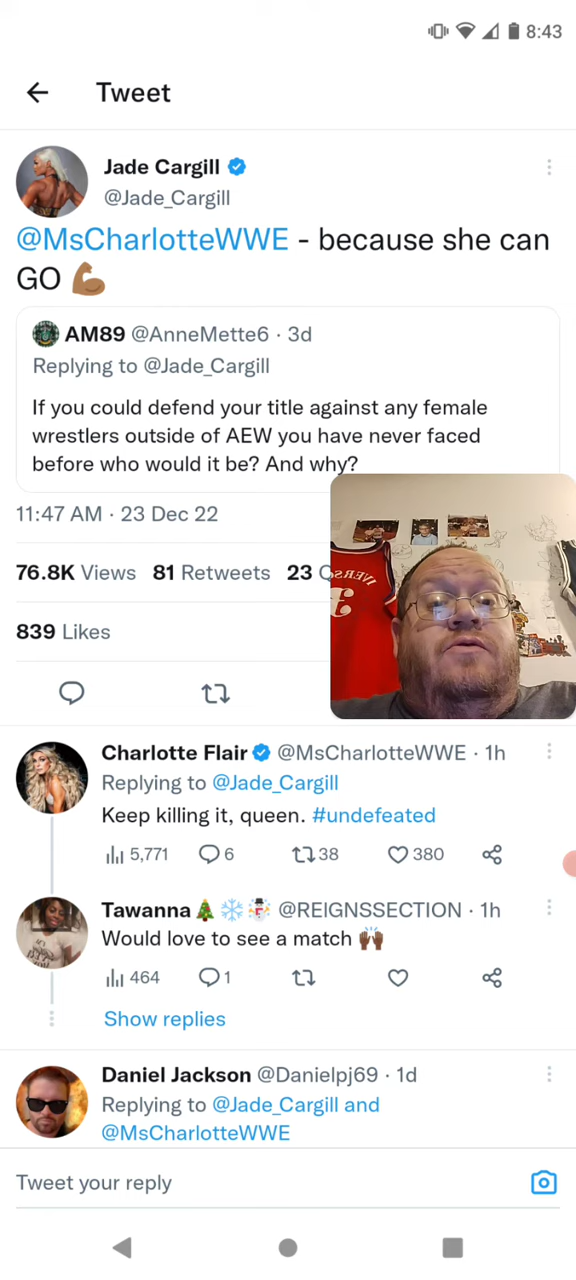 8:43
Tweet
Jade Cargill
@Jade_Cargill
@MsCharlotteWWE - because she can
GO 💪🏾
AM89 @AnneMette6 · 3d
Replying to @Jade_Cargill
If you could defend your title against any female
wrestlers outside of AEW you have never faced
before who would it be? And why?
11:47 AM · 23 Dec 22
76.8K Views 81 Retweets 23
839 Likes
Charlotte Flair @MsCharlotteWWE · 1h
Replying to @Jade_Cargill
Keep killing it, queen. #undefeated
5,771 6 38 380
Tawanna🎄❄️☃️ @REIGNSSECTION · 1h
Would love to see a match 🙌🏾
464 1
Show replies
Daniel Jackson @Danielpj69 · 1d
Replying to @Jade_Cargill and
@MsCharlotteWWE
Tweet your reply